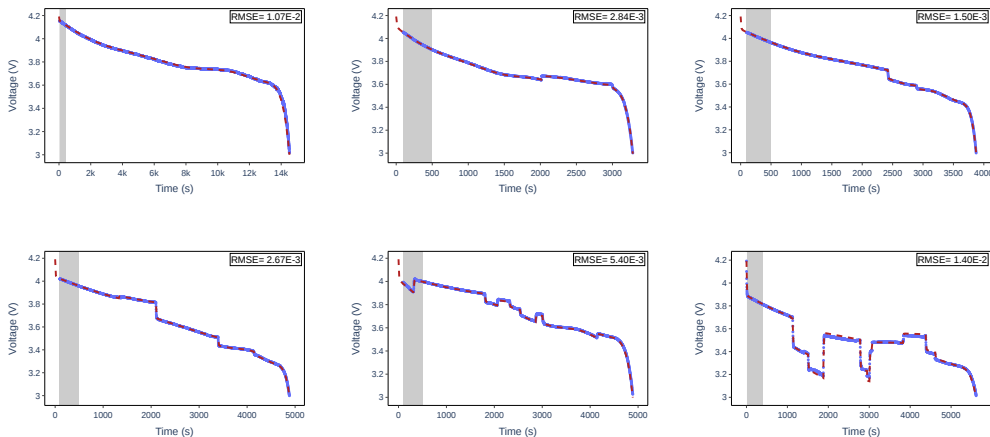 RMSE= 1.07E-2
4.2
4
3.8
3.6
3.4
3.2
3
Voltage (V)
0 2k 4k 6k 8k 10k 12k 14k
Time (s)
RMSE= 2.84E-3
4.2
4
3.8
3.6
3.4
3.2
3
Voltage (V)
0 500 1000 1500 2000 2500 3000
Time (s)
RMSE= 1.50E-3
4.2
4
3.8
3.6
3.4
3.2
3
Voltage (V)
0 500 1000 1500 2000 2500 3000 3500 400
Time (s)
RMSE= 2.67E-3
4.2
4
3.8
3.6
3.4
3.2
3
Voltage (V)
0 1000 2000 3000 4000 5000
Time (s)
RMSE= 5.40E-3
4.2
4
3.8
3.6
3.4
3.2
3
Voltage (V)
0 1000 2000 3000 4000 5000
Time (s)
RMSE= 1.40E-2
4.2
4
3.8
3.6
3.4
3.2
3
Voltage (V)
0 1000 2000 3000 4000 5000
Time (s)